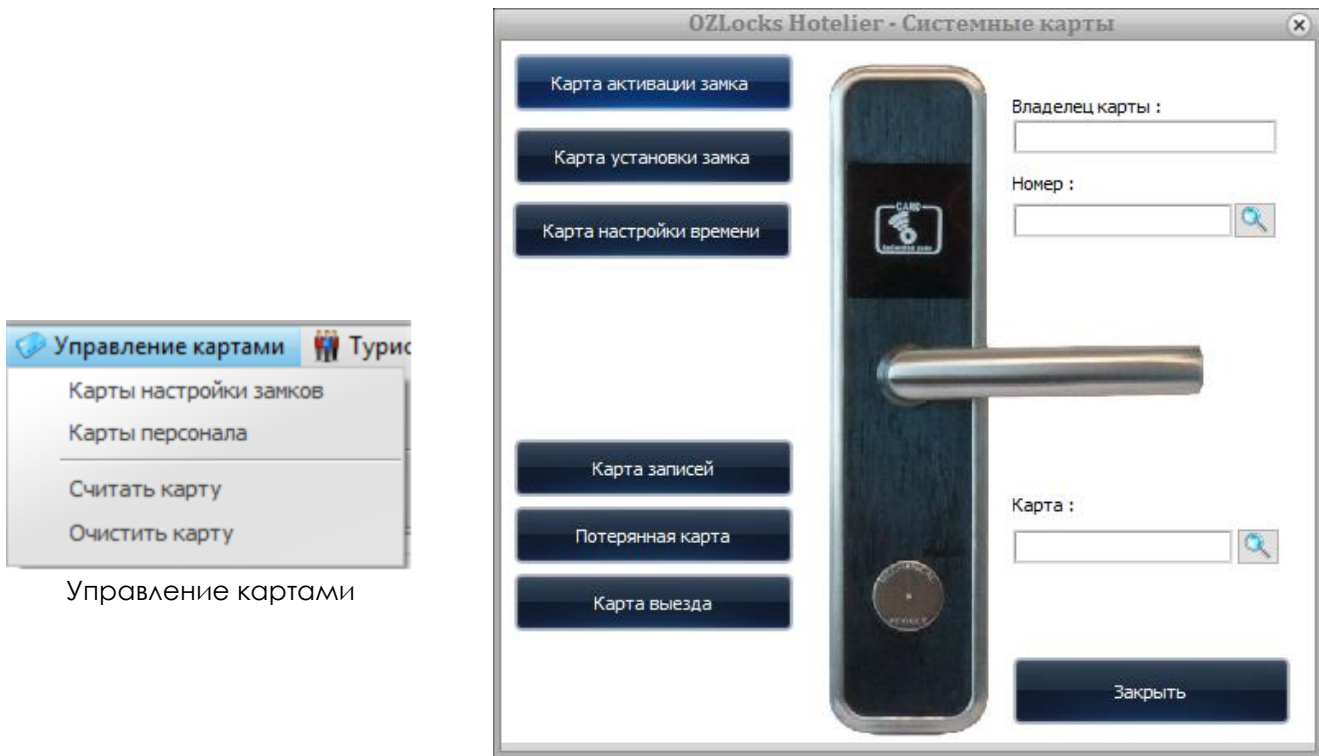 OZLocks Hotelier - Системные карты
Карта активации замка
Карта установки замка
Карта настройки времени
Владелец карты :
Номер :
CARD
Управление картами
Турис
Карты настройки замков
Карты персонала
Считать карту
Очистить карту
Управление картами
Карта записей
Потерянная карта
Карта выезда
Карта :
Закрыть